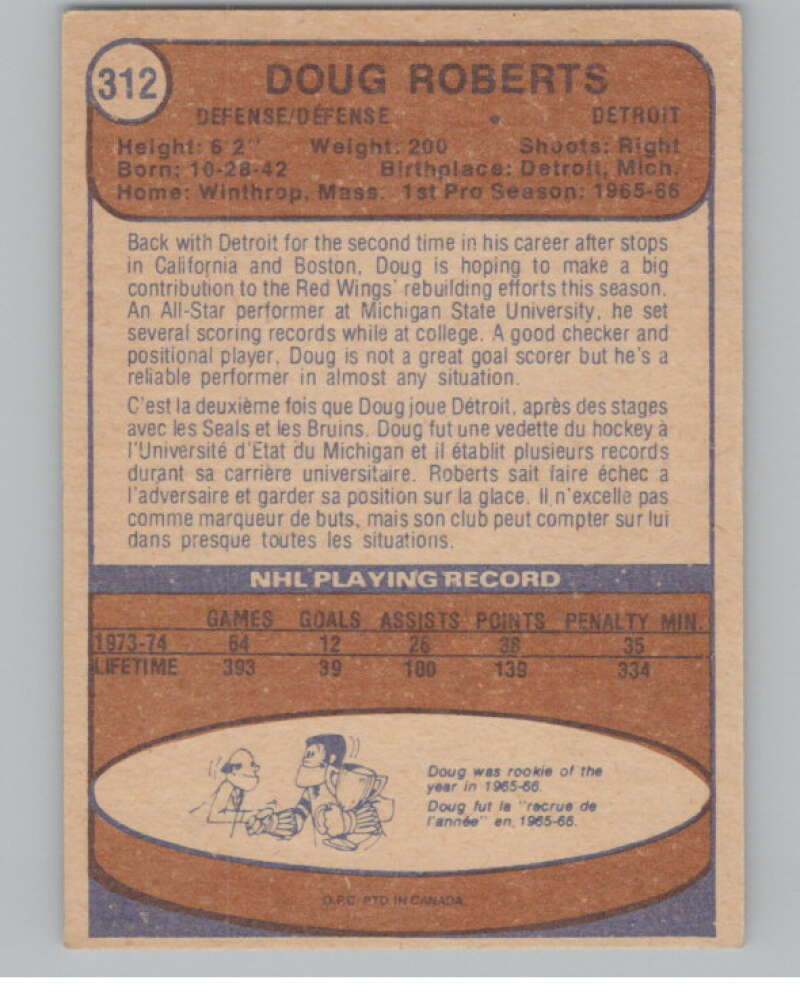 312
DOUG ROBERTS
DEFENSE/DÉFENSE • DETROIT
Height: 6'2" Weight: 200 Shoots: Right
Born: 10-28-42 Birthplace: Detroit, Mich.
Home: Winthrop, Mass. 1st Pro Season: 1965-66
Back with Detroit for the second time in his career after stops
in California and Boston, Doug is hoping to make a big
contribution to the Red Wings' rebuilding efforts this season.
An All-Star performer at Michigan State University, he set
several scoring records while at college. A good checker and
positional player, Doug is not a great goal scorer but he's a
reliable performer in almost any situation.
C'est la deuxième fois que Doug joue Détroit, après des stages
avec les Seals et les Bruins. Doug fut une vedette du hockey à
l'Université d'Etat du Michigan et il établit plusieurs records
durant sa carrière universitaire. Roberts sait faire échec a
l'adversaire et garder sa position sur la glace. Il n'excelle pas
comme marqueur de buts, mais son club peut compter sur lui
dans presque toutes les situations.
NHL PLAYING RECORD
GAMES GOALS ASSISTS POINTS PENALTY MIN.
1973-74 64 12 26 38 35
LIFETIME 393 39 100 139 334
Doug was rookie of the
year in 1965-66.
Doug fut la "recrue de
l'année" en 1965-66.
O.P.C. PTD. IN CANADA